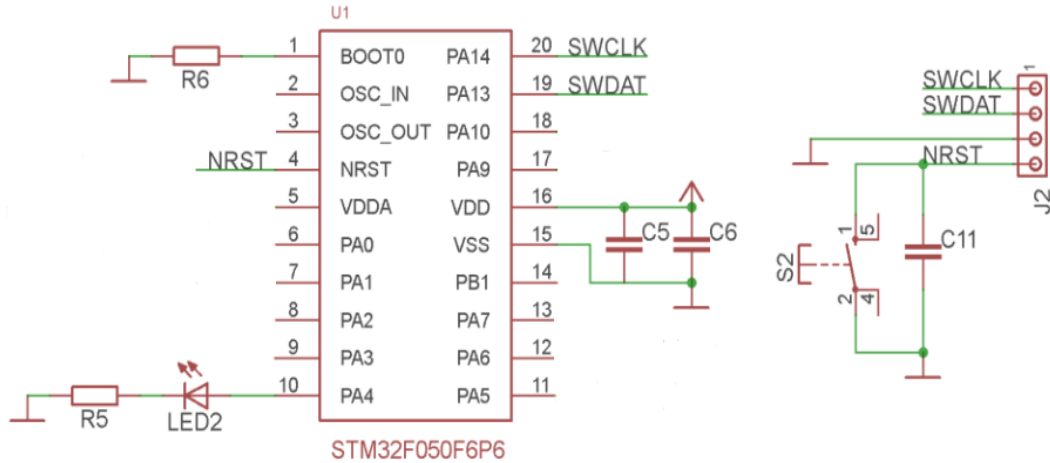 U1
1 BOOT0 PA14 20 SWCLK
R6
2 OSC_IN PA13 19 SWDAT
3 OSC_OUT PA10 18
NRST 4 NRST PA9 17
5 VDDA VDD 16
6 PA0 VSS 15
C5 C6
7 PA1 PB1 14
8 PA2 PA7 13
9 PA3 PA6 12
10 PA4 PA5 11
R5 LED2
STM32F050F6P6
1
SWCLK
SWDAT
NRST
J2
1 5
S2
C11
2 4